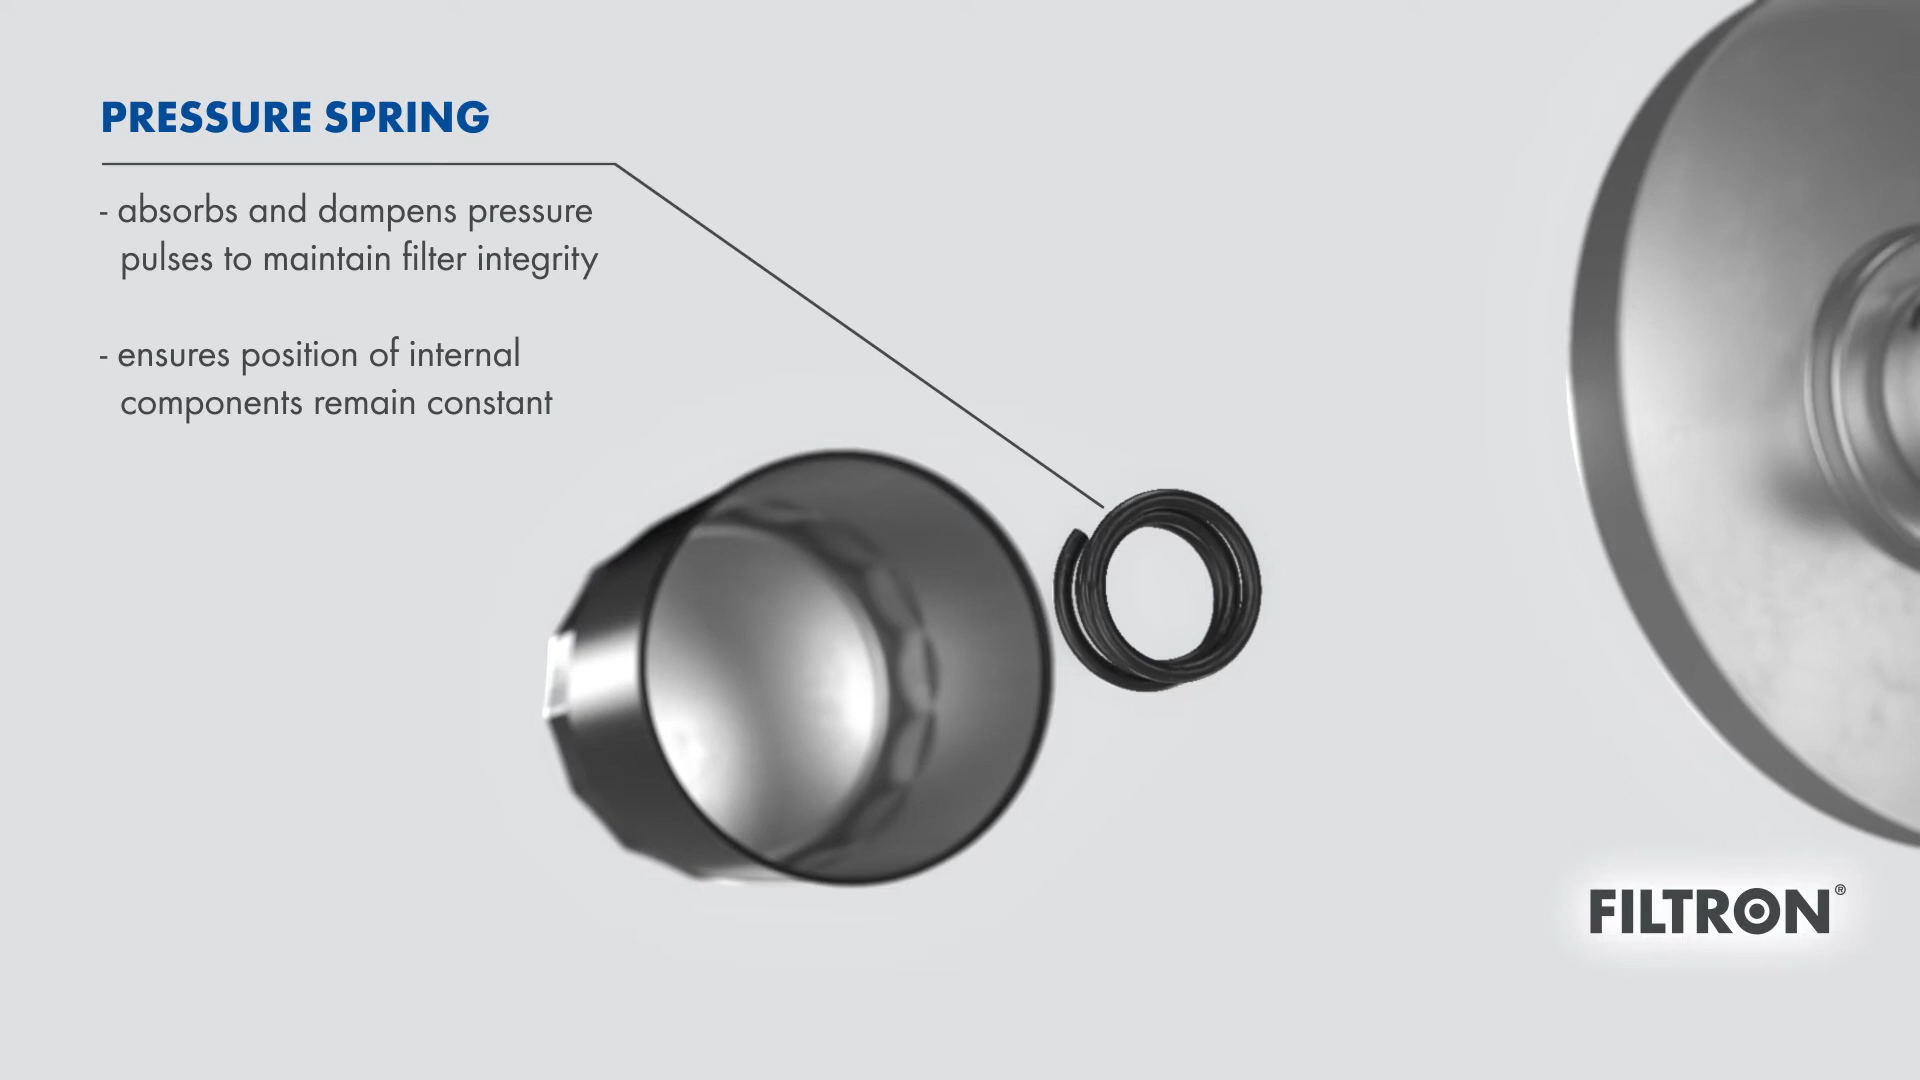 PRESSURE SPRING
- absorbs and dampens pressure
pulses to maintain filter integrity
- ensures position of internal
components remain constant
FILTRON®